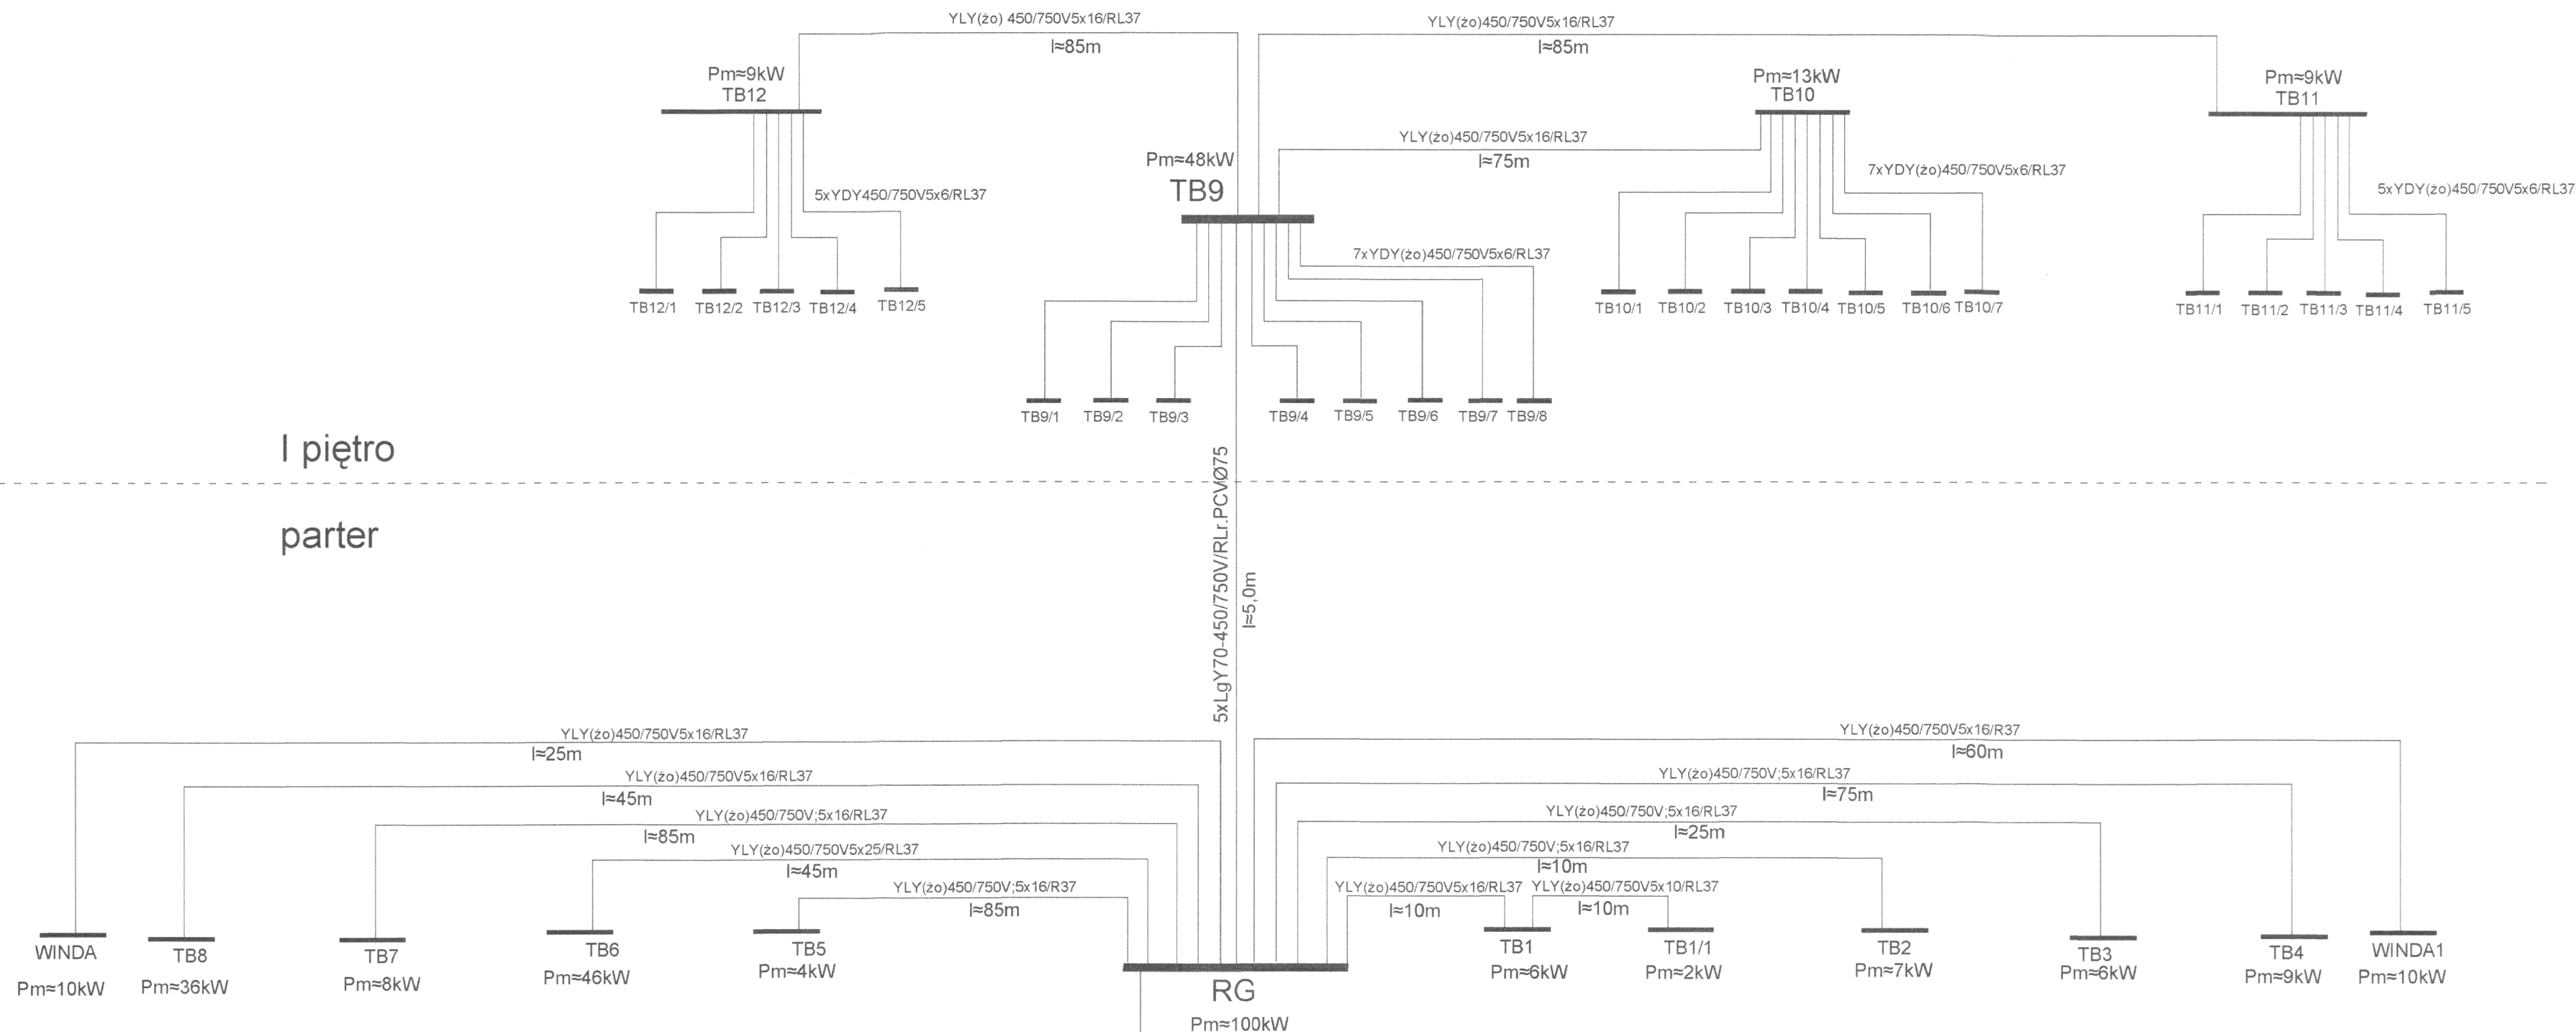 YLY(żo) 450/750V5x16/RL37
l≈85m
YLY(żo)450/750V5x16/RL37
l≈85m
Pm≈9kW
TB12
Pm≈13kW
TB10
Pm≈9kW
TB11
YLY(żo)450/750V5x16/RL37
l≈75m
Pm≈48kW
TB9
5xYDY450/750V5x6/RL37
7xYDY(żo)450/750V5x6/RL37
5xYDY(żo)450/750V5x6/RL37
7xYDY(żo)450/750V5x6/RL37
TB12/1
TB12/2
TB12/3
TB12/4
TB12/5
TB10/1
TB10/2
TB10/3
TB10/4
TB10/5
TB10/6
TB10/7
TB11/1
TB11/2
TB11/3
TB11/4
TB11/5
TB9/1
TB9/2
TB9/3
TB9/4
TB9/5
TB9/6
TB9/7
TB9/8
I piętro
parter
5xLgY70-450/750V/RLr.PCVØ75
l≈5,0m
YLY(żo)450/750V5x16/RL37
l≈25m
YLY(żo)450/750V5x16/R37
l≈60m
YLY(żo)450/750V5x16/RL37
l≈45m
YLY(żo)450/750V;5x16/RL37
l≈75m
YLY(żo)450/750V;5x16/RL37
l≈85m
YLY(żo)450/750V;5x16/RL37
l≈25m
YLY(żo)450/750V5x25/RL37
l≈45m
YLY(żo)450/750V;5x16/RL37
l≈10m
YLY(żo)450/750V;5x16/R37
l≈85m
YLY(żo)450/750V5x16/RL37
l≈10m
YLY(żo)450/750V5x10/RL37
l≈10m
WINDA
Pm≈10kW
TB8
Pm≈36kW
TB7
Pm≈8kW
TB6
Pm≈46kW
TB5
Pm≈4kW
RG
Pm≈100kW
TB1
Pm≈6kW
TB1/1
Pm≈2kW
TB2
Pm≈7kW
TB3
Pm≈6kW
TB4
Pm≈9kW
WINDA1
Pm≈10kW